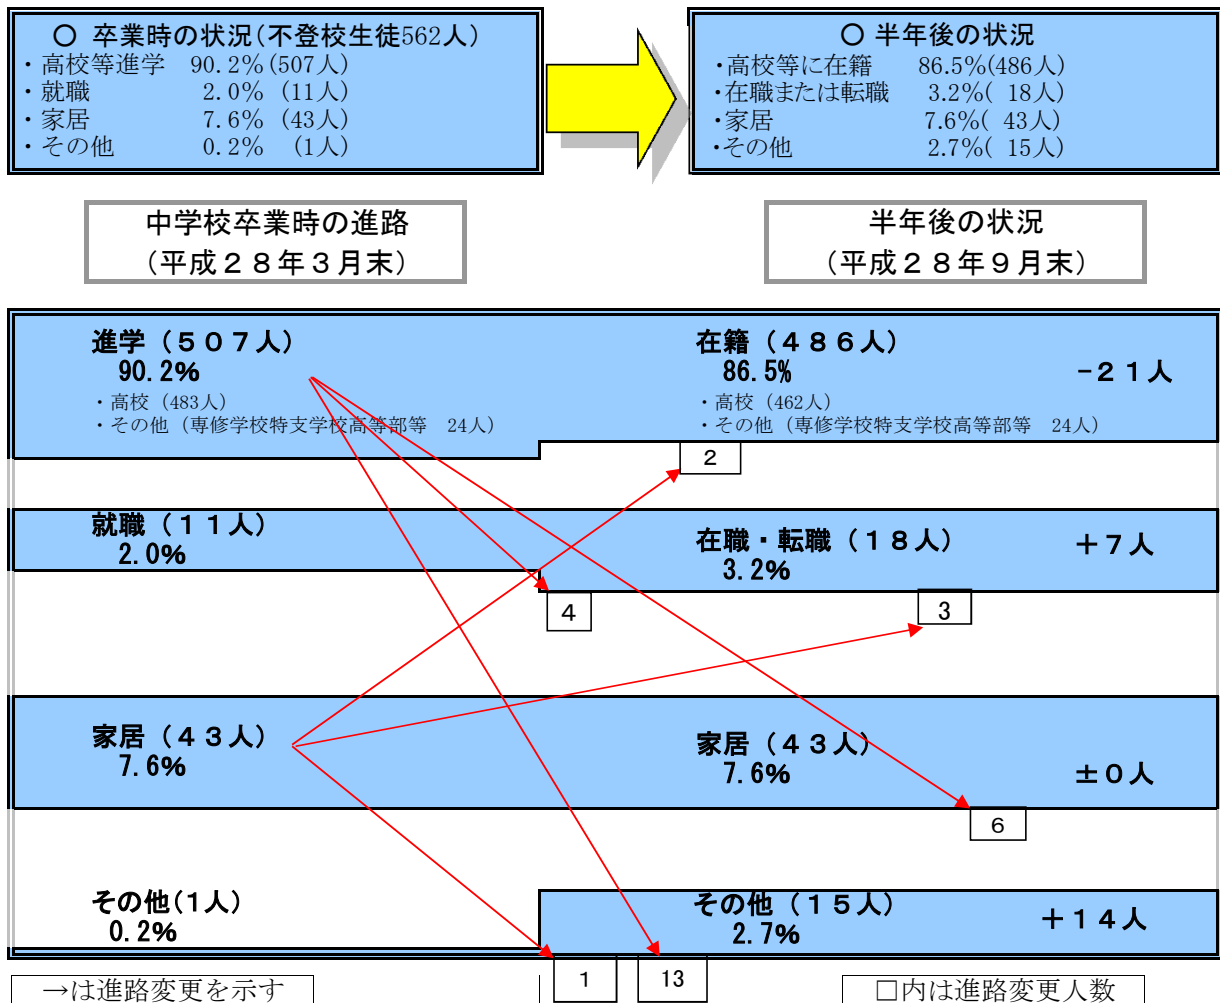 ○ 卒業時の状況(不登校生徒562人)
・高校等進学 90.2%(507人)
・就職 2.0% (11人)
・家居 7.6% (43人)
・その他 0.2% (1人)
○ 半年後の状況
・高校等に在籍 86.5%(486人)
・在職または転職 3.2%( 18人)
・家居 7.6%( 43人)
・その他 2.7%( 15人)
中学校卒業時の進路
(平成28年3月末)
半年後の状況
(平成28年9月末)
進学(507人)
90.2%
・高校(483人)
・その他(専修学校特支学校高等部等 24人)
在籍(486人)
86.5%
-21人
・高校(462人)
・その他(専修学校特支学校高等部等 24人)
2
就職(11人)
2.0%
在職・転職(18人)
3.2%
+7人
4
3
家居(43人)
7.6%
家居(43人)
7.6%
±0人
6
その他(1人)
0.2%
その他(15人)
2.7%
+14人
1
13
→は進路変更を示す
□内は進路変更人数